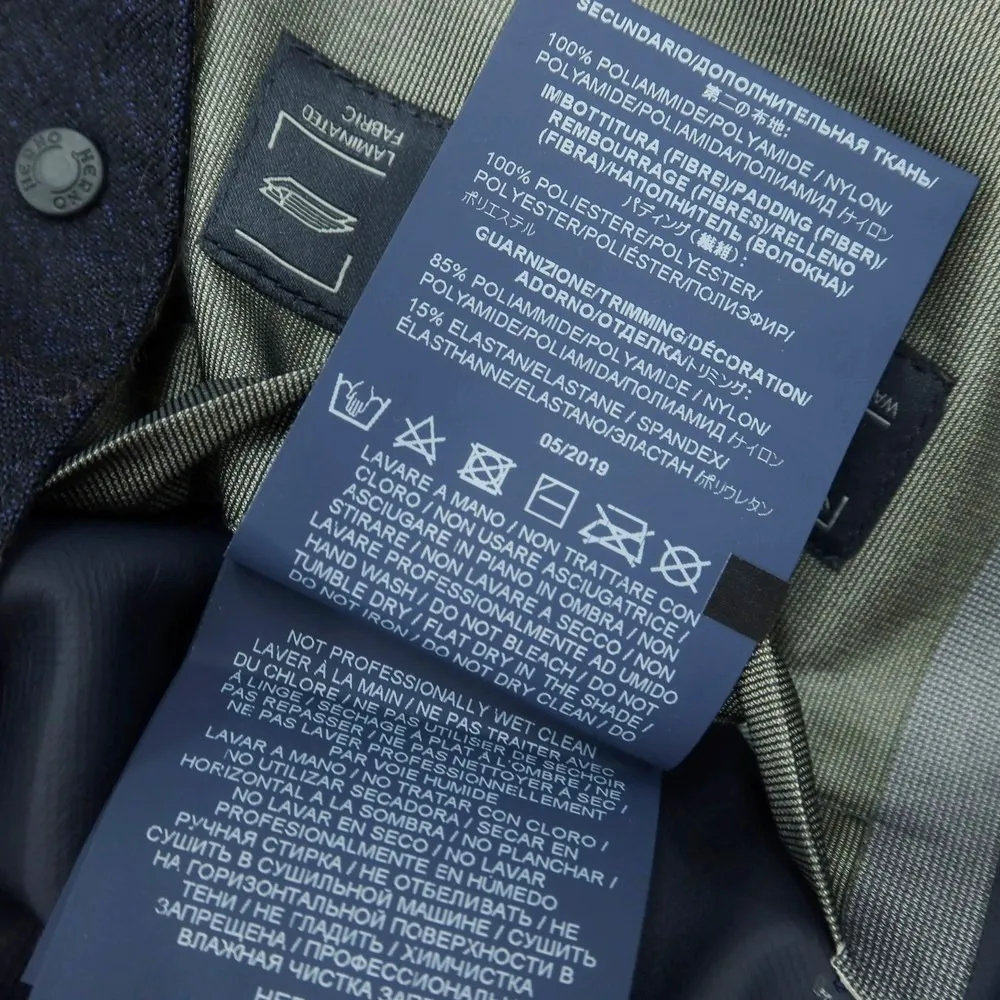 HERNO HERNO
LAMINATED
FABRIC
SECUNDARIO/ДОПОЛНИТЕЛЬНАЯ ТКАНЬ/
第二の布地:
100% POLIAMMIDE/POLYAMIDE / NYLON/
POLYAMIDE/POLIAMIDA/ПОЛИАМИД /ナイロン
IMBOTTITURA (FIBRE)/PADDING (FIBER)/
REMBOURRAGE (FIBRES)/RELLENO
(FIBRA)/НАПОЛНИТЕЛЬ (ВОЛОКНА)/
パディング (繊維):
100% POLIESTERE/POLYESTER/
POLYESTER/POLIESTER/ПОЛИЭФИР/
ポリエステル
GUARNIZIONE/TRIMMING/DÉCORATION/
ADORNO/ОТДЕЛКА/トリミング:
85% POLIAMMIDE/POLYAMIDE / NYLON/
POLYAMIDE/POLIAMIDA/ПОЛИАМИД /ナイロン
15% ELASTAN/ELASTANE / SPANDEX/
ÉLASTHANNE/ELASTANO/ЭЛАСТАН /ポリウレタン
05/2019
LAVARE A MANO / NON TRATTARE CON
CLORO / NON USARE ASCIUGATRICE /
ASCIUGARE IN PIANO IN OMBRA / NON
STIRARE / NON LAVARE A SECCO / NON
LAVARE PROFESSIONALMENTE AD UMIDO
HAND WASH / DO NOT BLEACH / DO NOT
TUMBLE DRY / FLAT DRY IN THE SHADE /
DO NOT IRON / DO NOT DRY CLEAN / DO
NOT PROFESSIONALLY WET CLEAN
LAVER À LA MAIN / NE PAS TRAITER AVEC
DU CHLORE / NE PAS UTILISER DE SÉCHOIR
À LINGE / SÉCHAGE À PLAT À L'OMBRE / NE
PAS REPASSER / NE PAS NETTOYER À SEC /
NE PAS LAVER PROFESSIONNELLEMENT
PAR VOIE HUMIDE
LAVAR A MANO / NO TRATAR CON CLORO /
NO UTILIZAR SECADORA / SECAR EN
HORIZONTAL A LA SOMBRA / NO PLANCHAR /
NO LAVAR EN SECO / NO LAVAR
PROFESIONALMENTE EN HÚMEDO
РУЧНАЯ СТИРКА / НЕ ОТБЕЛИВАТЬ / НЕ
СУШИТЬ В СУШИЛЬНОЙ МАШИНЕ / СУШИТЬ
НА ГОРИЗОНТАЛЬНОЙ ПОВЕРХНОСТИ В
ТЕНИ / НЕ ГЛАДИТЬ / ХИМЧИСТКА
ЗАПРЕЩЕНА / ПРОФЕССИОНАЛЬ
ВЛАЖНАЯ ЧИСТКА ЗАП